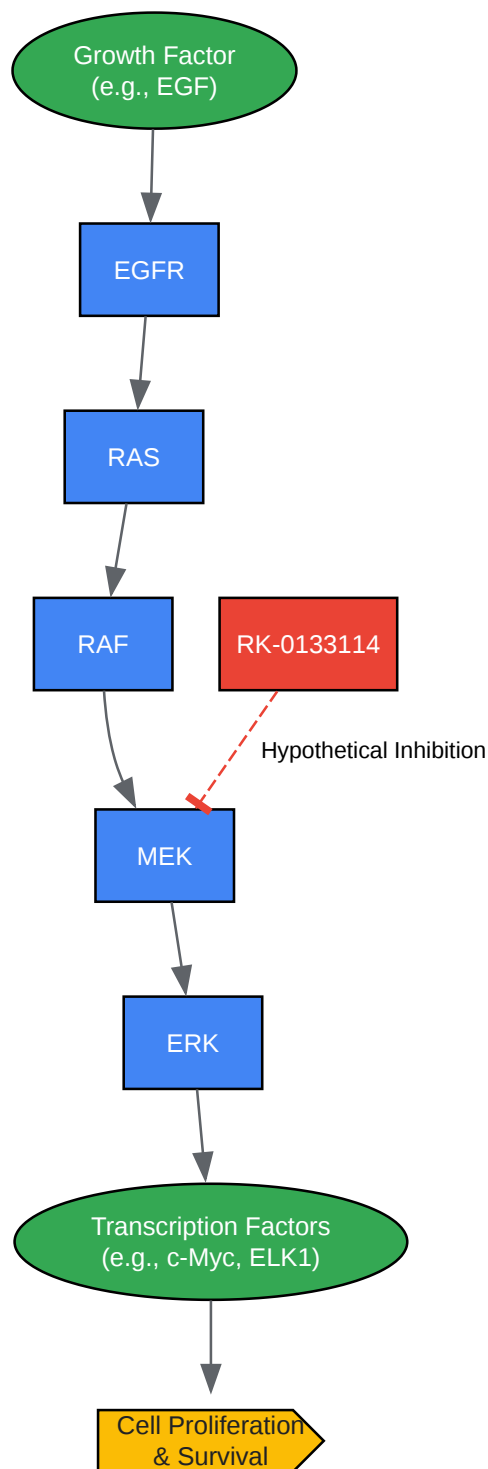 Growth Factor
(e.g., EGF)
EGFR
RAS
RAF
RK-0133114
Hypothetical Inhibition
MEK
ERK
Transcription Factors
(e.g., c-Myc, ELK1)
Cell Proliferation
& Survival